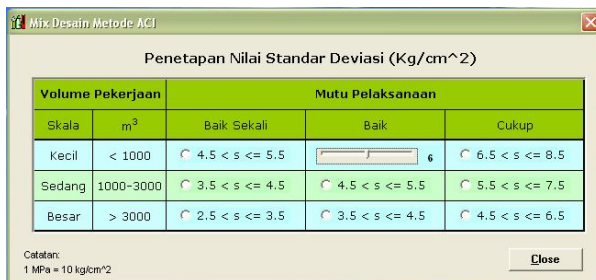 Mix Desain Metode ACI
Penetapan Nilai Standar Deviasi (Kg/cm^2)
Volume Pekerjaan Mutu Pelaksanaan
Skala m³ Baik Sekali Baik Cukup
Kecil < 1000 4.5 < s <= 5.5 6 6.5 < s <= 8.5
Sedang 1000-3000 3.5 < s <= 4.5 4.5 < s <= 5.5 5.5 < s <= 7.5
Besar > 3000 2.5 < s <= 3.5 3.5 < s <= 4.5 4.5 < s <= 6.5
Catatan:
1 MPa = 10 kg/cm^2
Close